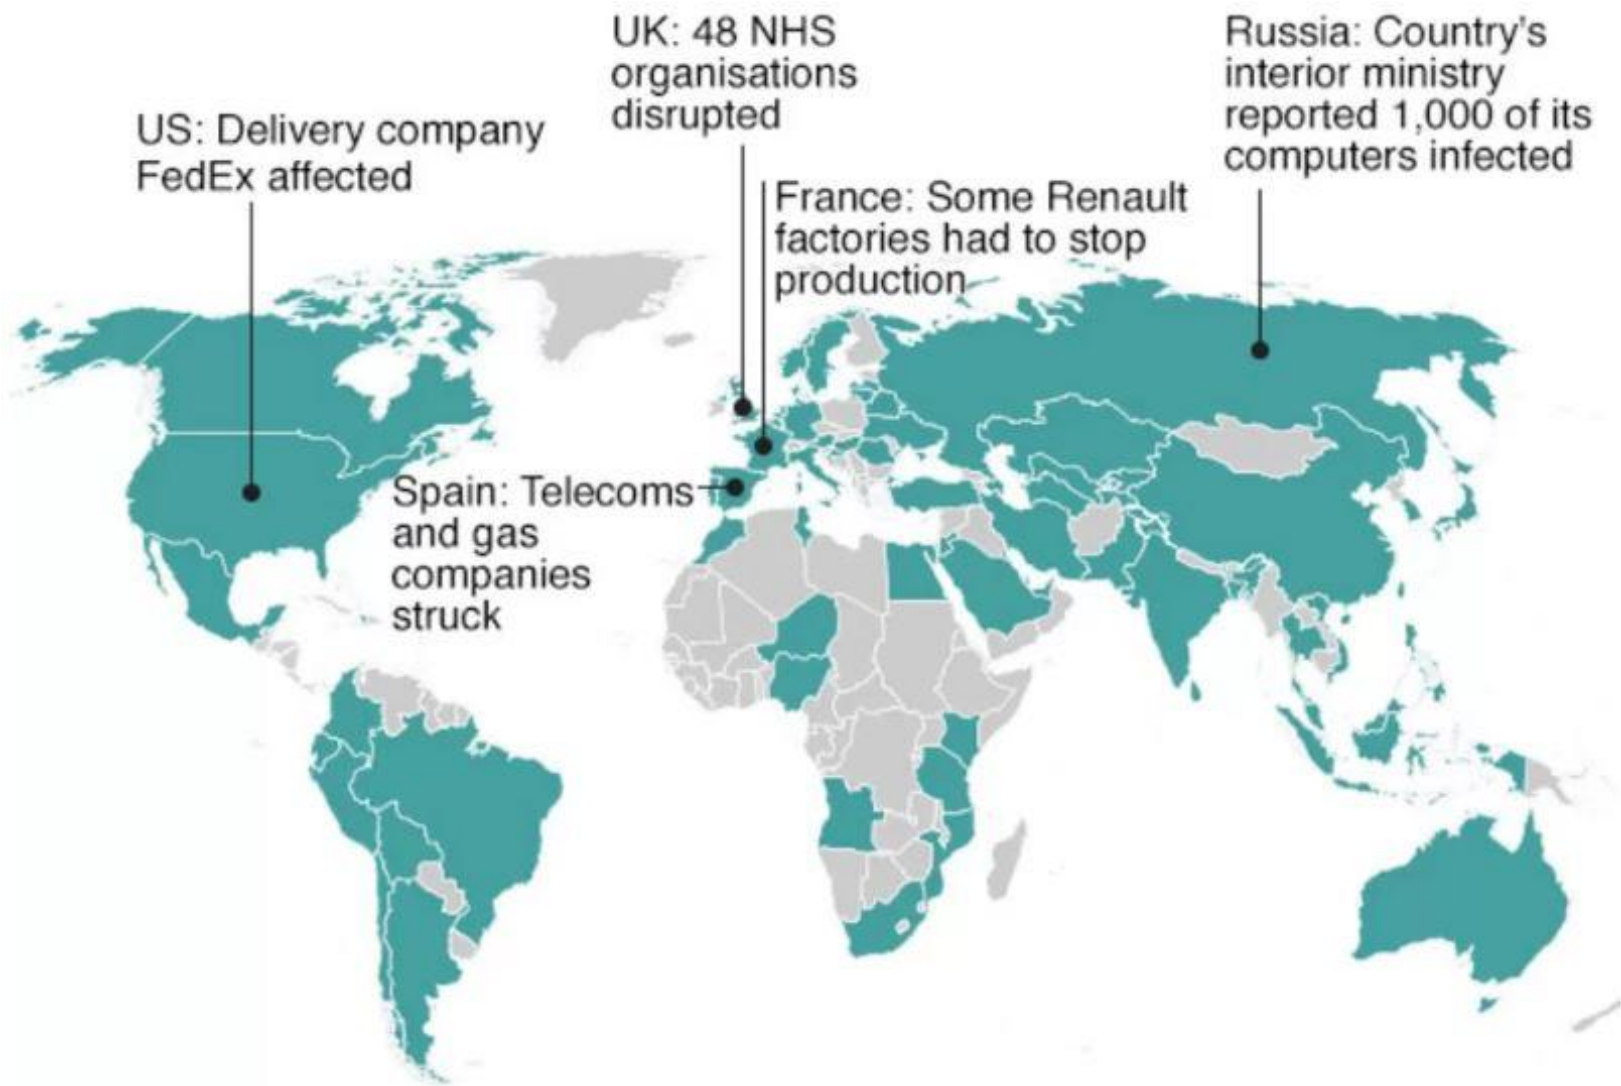 US: Delivery company
FedEx affected
UK: 48 NHS
organisations
disrupted
France: Some Renault
factories had to stop
production
Russia: Country's
interior ministry
reported 1,000 of its
computers infected
Spain: Telecoms
and gas
companies
struck